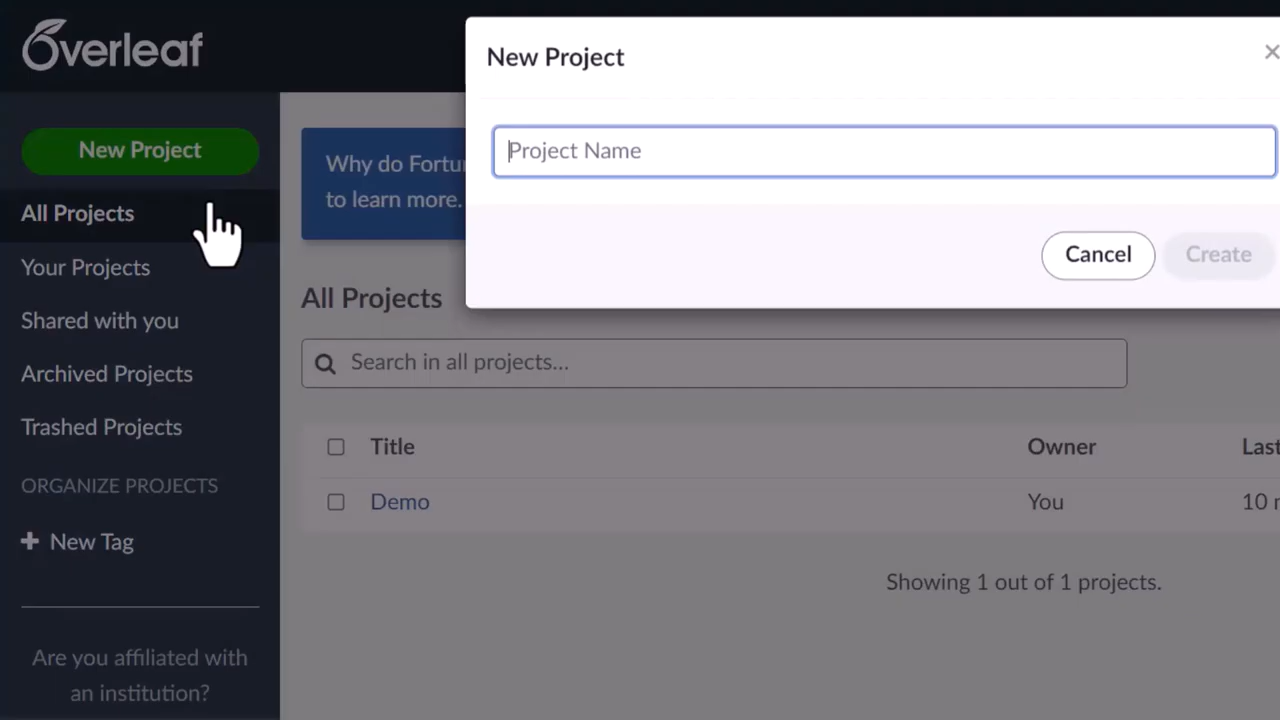 Overleaf
New Project
All Projects
Your Projects
Shared with you
Archived Projects
Trashed Projects
ORGANIZE PROJECTS
New Tag
Are you affiliated with
an institution?
New Project
×
Project Name
Cancel
Create
Why do Fortu
to learn more.
All Projects
Search in all projects...
Title Owner Last
Demo You 10
Showing 1 out of 1 projects.